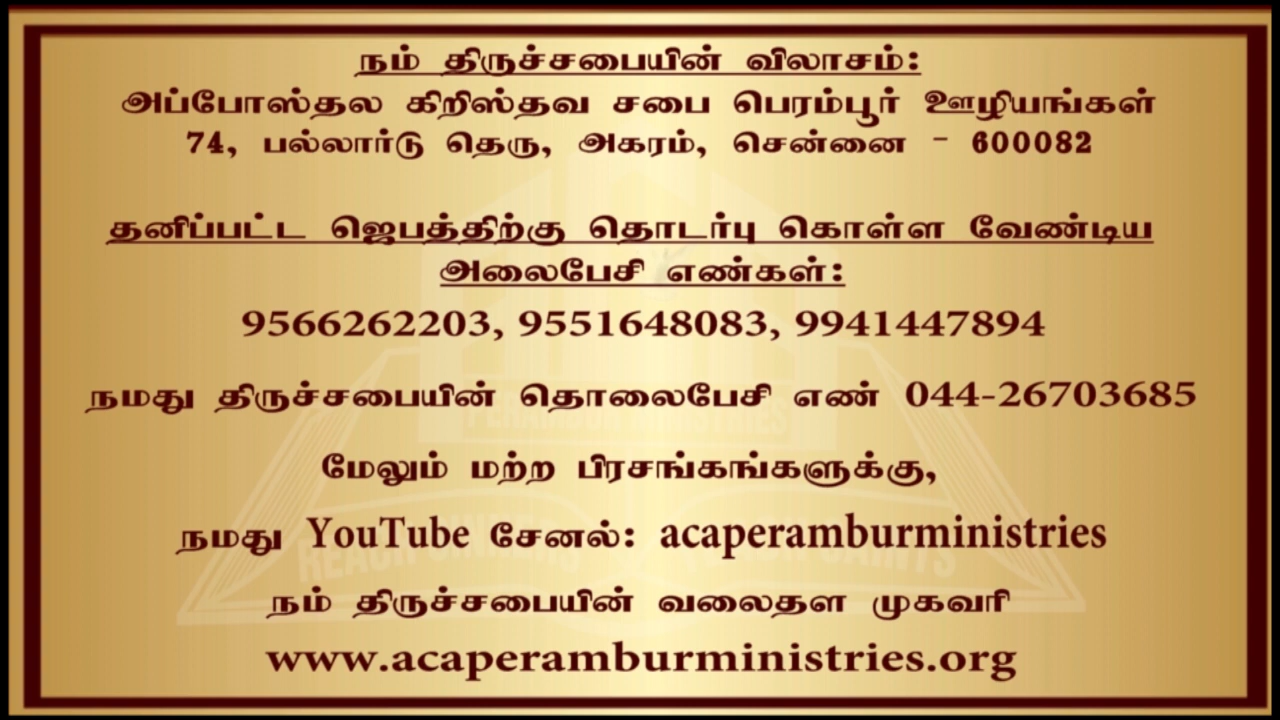 நம் திருச்சபையின் விலாசம்:
அப்போஸ்தல கிறிஸ்தவ சபை பெரம்பூர் ஊழியங்கள்
74, பல்லார்டு தெரு, அகரம், சென்னை - 600082
தனிப்பட்ட ஜெபத்திற்கு தொடர்பு கொள்ள வேண்டிய
அலைபேசி எண்கள்:
9566262203, 9551648083, 9941447894
நமது திருச்சபையின் தொலைபேசி எண் 044-26703685
PERAMBUR MINISTRIES
மேலும் மற்ற பிரசங்கங்களுக்கு,
நமது YouTube சேனல்: acaperamburministries
நம் திருச்சபையின் வலைதள முகவரி
www.acaperamburministries.org